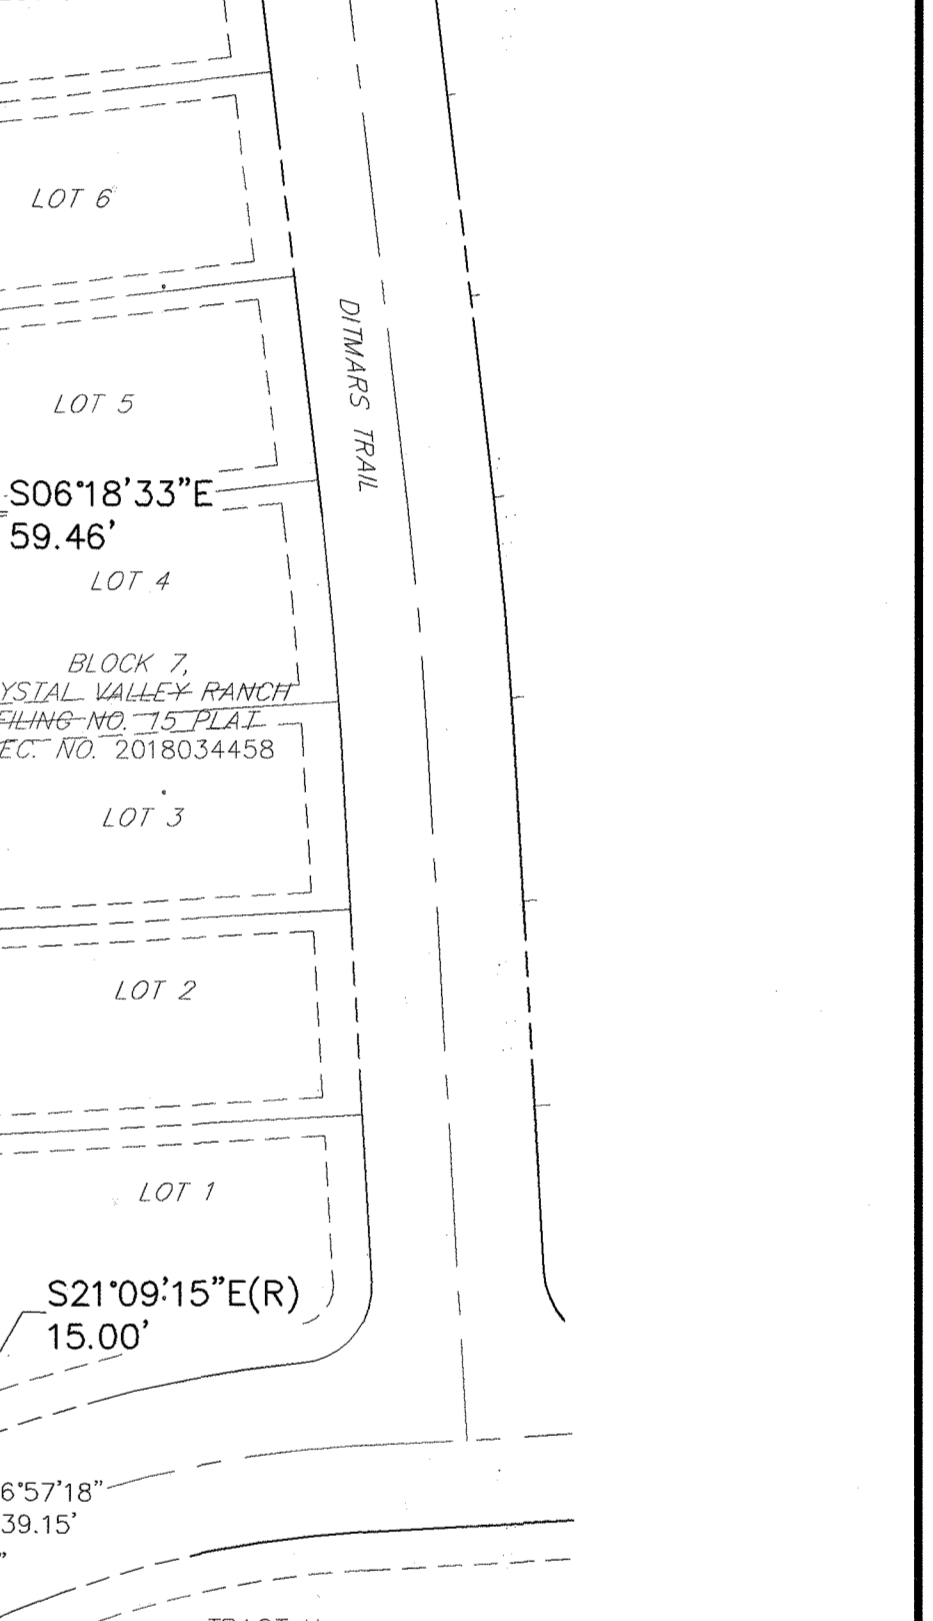 LOT 6
DITMARS TRAIL
LOT 5
S06°18'33"E
59.46'
LOT 4
BLOCK 7,
YSTAL VALLEY RANCH
FILING NO. 15 PLAT
EC. NO. 2018034458
LOT 3
LOT 2
LOT 1
S21°09'15"E(R)
15.00'
6°57'18"
39.15'
"